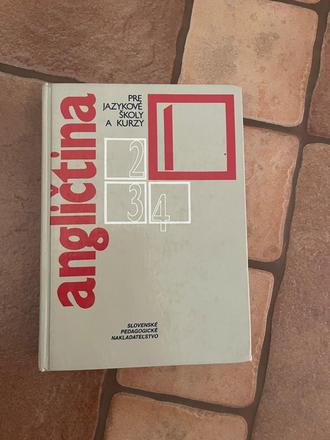 angličtina
PRE
JAZYKOVÉ
ŠKOLY
A KURZY
1
2
3 4
SLOVENSKÉ
PEDAGOGICKÉ
NAKLADATEĽSTVO